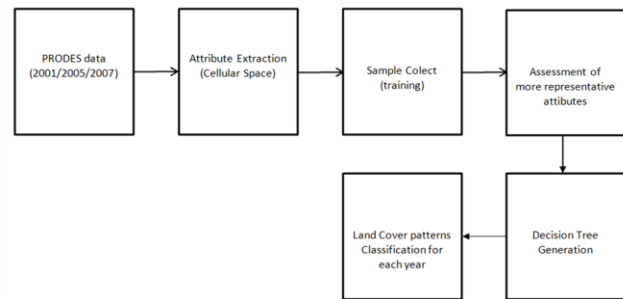 PRODES data
(2001/2005/2007)
Attribute Extraction
(Cellular Space)
Sample Colect
(training)
Assessment of
more representative
attibutes
Land Cover patterns
Classification for
each year
Decision Tree
Generation